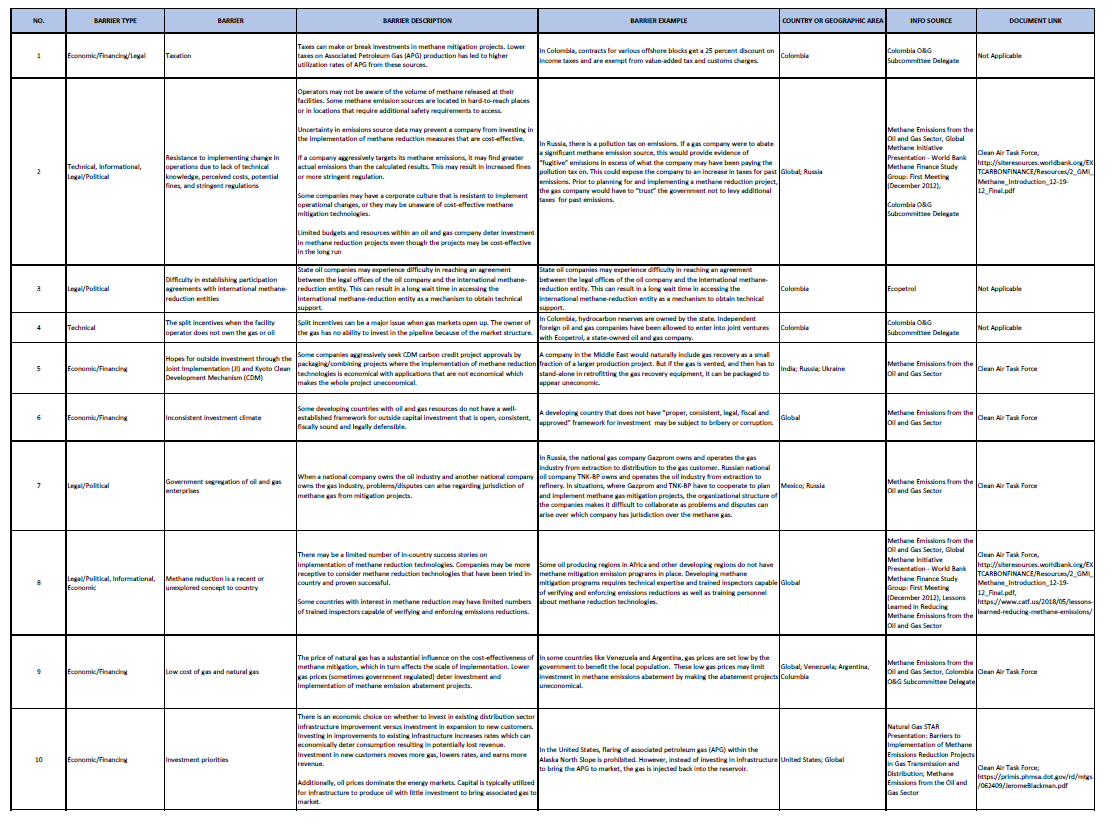 NO. BARRIER TYPE BARRIER BARRIER DESCRIPTION BARRIER EXAMPLE COUNTRY OR GEOGRAPHIC AREA INFO SOURCE DOCUMENT LINK
1
Economic/Financing/Legal
Taxation
Taxes can make or break investments in methane mitigation projects. Lower
taxes on Associated Petroleum Gas (APG) production has led to higher
utilization rates of APG from these sources.
In Colombia, contracts for various offshore blocks get a 25 percent discount on
income taxes and are exempt from value-added tax and customs charges.
Colombia
Colombia O&G
Subcommittee Delegate
Not Applicable
2
Technical, Informational,
Legal/Political
Resistance to implementing change in
operations due to lack of technical
knowledge, perceived costs, potential
fines, and stringent regulations
Operators may not be aware of the volume of methane released at their
facilities. Some methane emission sources are located in hard-to-reach places
or in locations that require additional safety requirements to access.
Uncertainty in emissions source data may prevent a company from investing in
the implementation of methane reduction measures that are cost-effective.
If a company aggressively targets its methane emissions, it may find greater
actual emissions than the calculated results. This may result in increased fines
or more stringent regulation.
Some companies may have a corporate culture that is resistant to implement
operational changes, or they may be unaware of cost-effective methane
mitigation technologies.
Limited budgets and resources within an oil and gas company deter investment
in methane reduction projects even though the projects may be cost-effective
in the long run
In Russia, there is a pollution tax on emissions. If a gas company were to abate
a significant methane emission source, this would provide evidence of
"fugitive" emissions in excess of what the company may have been paying the
pollution tax on. This could expose the company to an increase in taxes for past
emissions. Prior to planning for and implementing a methane reduction project,
the gas company would have to "trust" the government not to levy additional
taxes for past emissions.
Global; Russia
Methane Emissions from the
Oil and Gas Sector, Global
Methane Initiative
Presentation - World Bank
Methane Finance Study
Group: First Meeting
(December 2012),
Colombia O&G
Subcommittee Delegate
Clean Air Task Force,
http://siteresources.worldbank.org/EX
TCARBONFINANCE/Resources/2_GMI_
Methane_Introduction_12-19-
12_Final.pdf
3
Legal/Political
Difficulty in establishing participation
agreements with international methane-
reduction entities
State oil companies may experience difficulty in reaching an agreement
between the legal offices of the oil company and the international methane-
reduction entity. This can result in a long wait time in accessing the
international methane-reduction entity as a mechanism to obtain technical
support.
State oil companies may experience difficulty in reaching an agreement
between the legal offices of the oil company and the international methane-
reduction entity. This can result in a long wait time in accessing the
international methane-reduction entity as a mechanism to obtain technical
support.
Colombia
Ecopetrol
Not Applicable
4
Technical
The split incentives when the facility
operator does not own the gas or oil
Split incentives can be a major issue when gas markets open up. The owner of
the gas has no ability to invest in the pipeline because of the market structure.
In Colombia, hydrocarbon reserves are owned by the state. Independent
foreign oil and gas companies have been allowed to enter into joint ventures
with Ecopetrol, a state-owned oil and gas company.
Colombia
Colombia O&G
Subcommittee Delegate
Not Applicable
5
Economic/Financing
Hopes for outside investment through the
Joint Implementation (JI) and Kyoto Clean
Development Mechanism (CDM)
Some companies aggressively seek CDM carbon credit project approvals by
packaging/combining projects where the implementation of methane reduction
technologies is economical with applications that are not economical which
makes the whole project uneconomical.
A company in the Middle East would naturally include gas recovery as a small
fraction of a larger production project. But if the gas is vented, and then has to
stand-alone in retrofitting the gas recovery equipment, it can be packaged to
appear uneconomic.
India; Russia; Ukraine
Methane Emissions from the
Oil and Gas Sector
Clean Air Task Force
6
Economic/Financing
Inconsistent investment climate
Some developing countries with oil and gas resources do not have a well-
established framework for outside capital investment that is open, consistent,
fiscally sound and legally defensible.
A developing country that does not have "proper, consistent, legal, fiscal and
approved" framework for investment may be subject to bribery or corruption.
Global
Methane Emissions from the
Oil and Gas Sector
Clean Air Task Force
7
Legal/Political
Government segregation of oil and gas
enterprises
When a national company owns the oil industry and another national company
owns the gas industry, problems/disputes can arise regarding jurisdiction of
methane gas from mitigation projects.
In Russia, the national gas company Gazprom owns and operates the gas
industry from extraction to distribution to the gas customer. Russian national
oil company TNK-BP owns and operates the oil industry from extraction to
refinery. In situations, where Gazprom and TNK-BP have to cooperate to plan
and implement methane gas mitigation projects, the organizational structure of
the companies makes it difficult to collaborate as problems and disputes can
arise over which company has jurisdiction over the methane gas.
Mexico; Russia
Methane Emissions from the
Oil and Gas Sector
Clean Air Task Force
8
Legal/Political, Informational,
Economic
Methane reduction is a recent or
unexplored concept to country
There may be a limited number of in-country success stories on
implementation of methane reduction technologies. Companies may be more
receptive to consider methane reduction technologies that have been tried in-
country and proven successful.
Some countries with interest in methane reduction may have limited numbers
of trained inspectors capable of verifying and enforcing emissions reductions.
Some oil producing regions in Africa and other developing regions do not have
methane mitigation emission programs in place. Developing methane
mitigation programs requires technical expertise and trained inspectors capable
of verifying and enforcing emissions reductions as well as training personnel
about methane reduction technologies.
Global
Methane Emissions from the
Oil and Gas Sector, Global
Methane Initiative
Presentation - World Bank
Methane Finance Study
Group: First Meeting
(December 2012), Lessons
Learned in Reducing
Methane Emissions from the
Oil and Gas Sector
Clean Air Task Force,
http://siteresources.worldbank.org/EX
TCARBONFINANCE/Resources/2_GMI_
Methane_Introduction_12-19-
12_Final.pdf,
https://www.catf.us/2018/05/lessons-
learned-reducing-methane-emissions/
9
Economic/Financing
Low cost of gas and natural gas
The price of natural gas has a substantial influence on the cost-effectiveness of
methane mitigation, which in turn affects the scale of implementation. Lower
gas prices (sometimes government regulated) deter investment and
implementation of methane emission abatement projects.
In some countries like Venezuela and Argentina, gas prices are set low by the
government to benefit the local population. These low gas prices may limit
investment in methane emissions abatement by making the abatement projects
uneconomical.
Global; Venezuela; Argentina,
Columbia
Methane Emissions from the
Oil and Gas Sector, Colombia
O&G Subcommittee Delegate
Clean Air Task Force
10
Economic/Financing
Investment priorities
There is an economic choice on whether to invest in existing distribution sector
infrastructure improvement versus investment in expansion to new customers.
Investing in improvements to existing infrastructure increases rates which can
economically deter consumption resulting in potentially lost revenue.
Investment in new customers moves more gas, lowers rates, and earns more
revenue.
Additionally, oil prices dominate the energy markets. Capital is typically utilized
for infrastructure to produce oil with little investment to bring associated gas to
market.
In the United States, flaring of associated petroleum gas (APG) within the
Alaska North Slope is prohibited. However, instead of investing in infrastructure
to bring the APG to market, the gas is injected back into the reservoir.
United States; Global
Natural Gas STAR
Presentation: Barriers to
Implementation of Methane
Emissions Reduction Projects
in Gas Transmission and
Distribution; Methane
Emissions from the Oil and
Gas Sector
Clean Air Task Force;
https://primis.phmsa.dot.gov/rd/mtgs
/062409/JeromeBlackman.pdf